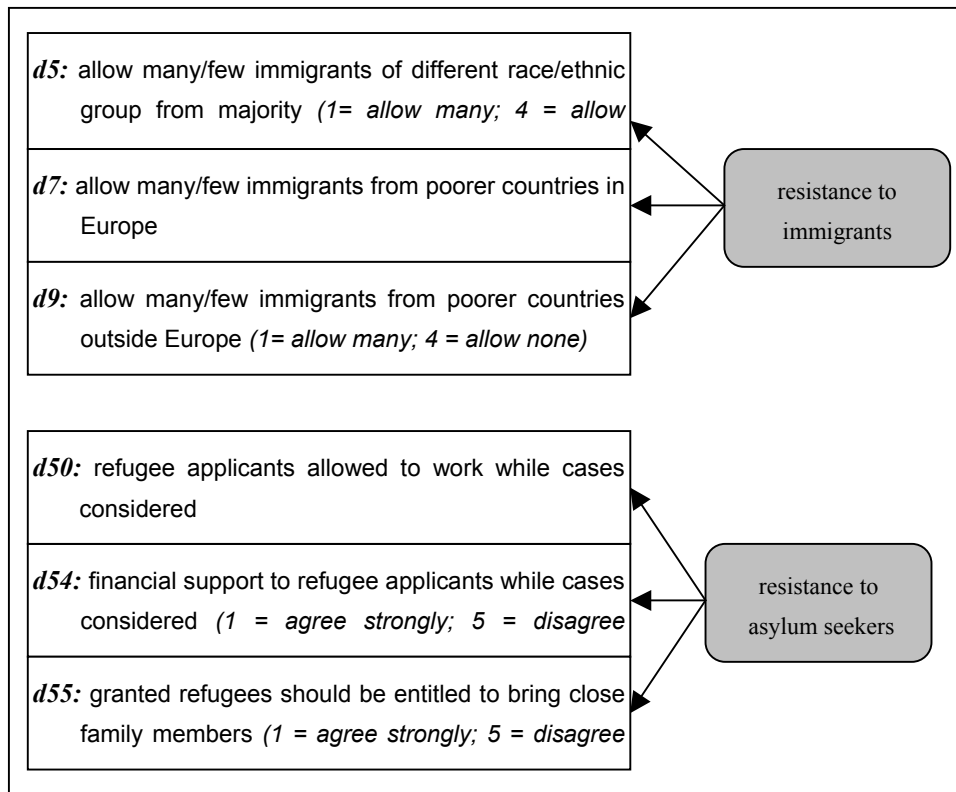 d5: allow many/few immigrants of different race/ethnic
group from majority (1= allow many; 4 = allow
d7: allow many/few immigrants from poorer countries in
Europe
d9: allow many/few immigrants from poorer countries
outside Europe (1= allow many; 4 = allow none)
resistance to
immigrants
d50: refugee applicants allowed to work while cases
considered
d54: financial support to refugee applicants while cases
considered (1 = agree strongly; 5 = disagree
d55: granted refugees should be entitled to bring close
family members (1 = agree strongly; 5 = disagree
resistance to
asylum seekers